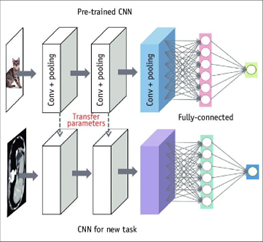 Pre-trained CNN
Conv + pooling
Conv + pooling
Conv + pooling
Transfer
parameters
Fully-connected
CNN for new task